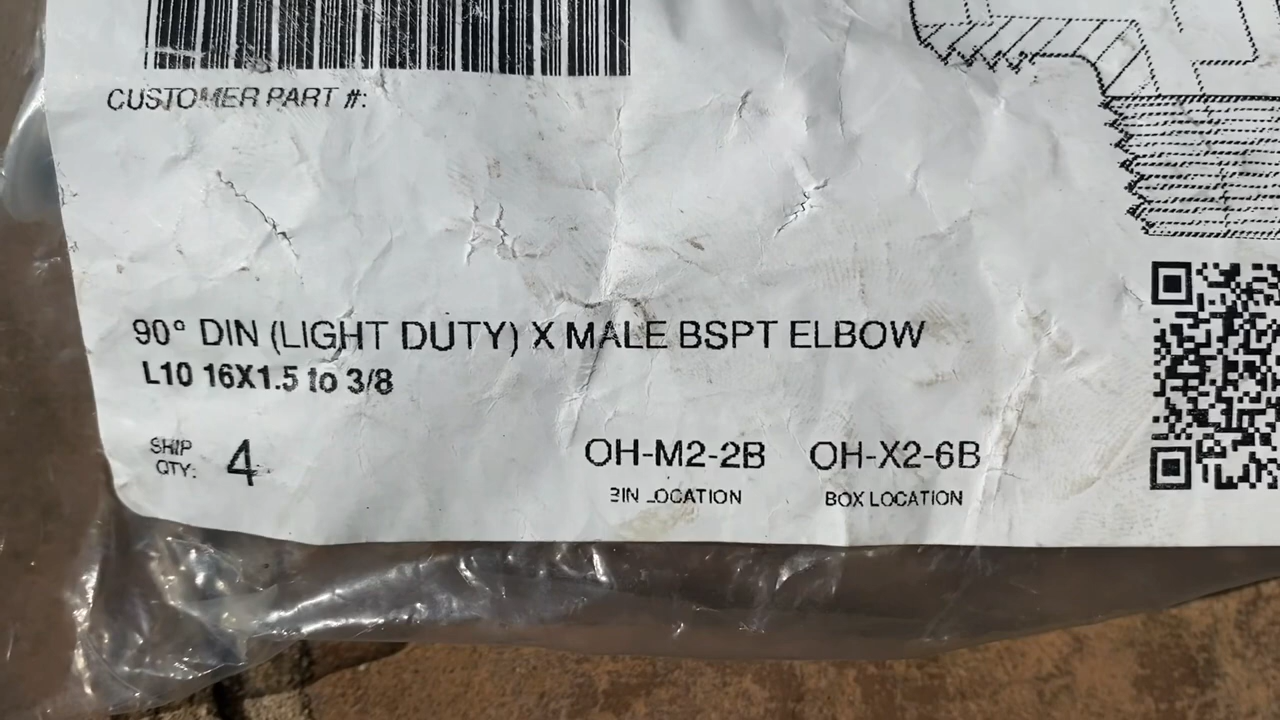 CUSTOMER PART #:
90° DIN (LIGHT DUTY) X MALE BSPT ELBOW
L10 16X1.5 to 3/8
SHIP QTY: 4
OH-M2-2B OH-X2-6B
BIN LOCATION BOX LOCATION